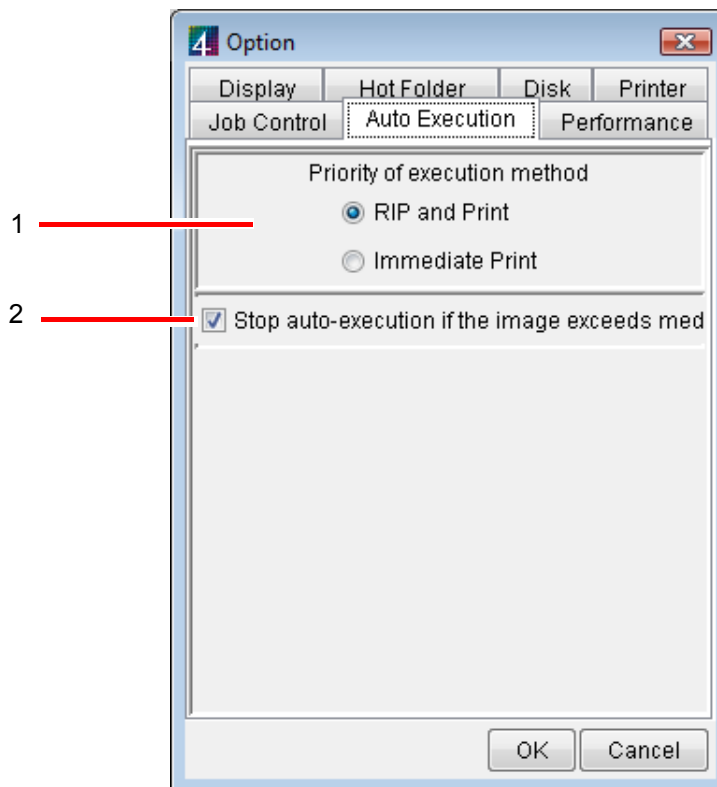 4 Option
Display Hot Folder Disk Printer
Job Control Auto Execution Performance
Priority of execution method
1
RIP and Print
Immediate Print
2
Stop auto-execution if the image exceeds med
OK Cancel